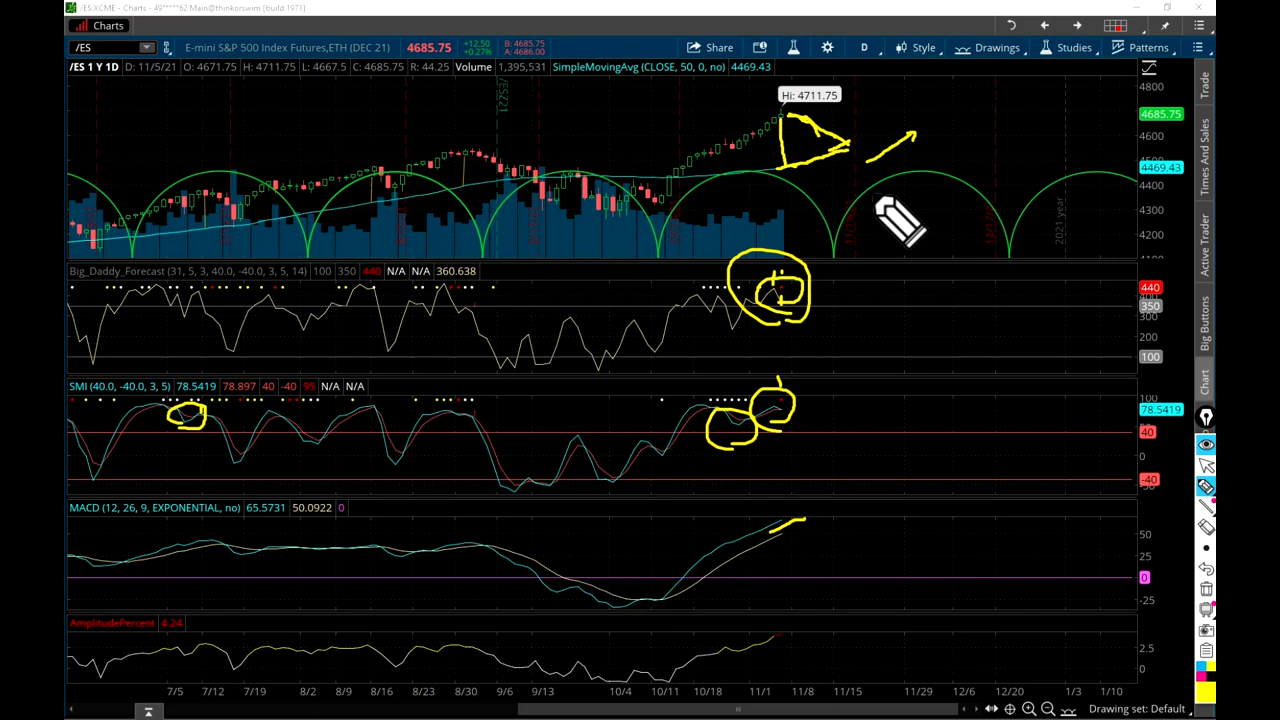 /ES:XCME - Charts - 49*****62 Main@thinkorswim [build 1971]
Charts
/ES
E-mini S&P 500 Index Futures,ETH (DEC 21)
4685.75
+12.50
+0.27%
B: 4685.75
A: 4686.00
Share
D
Style
Drawings
Studies
Patterns
/ES 1 Y 1D
D: 11/5/21
O: 4671.75
H: 4711.75
L: 4667.5
C: 4685.75
R: 44.25
Volume
1,395,531
SimpleMovingAvg (CLOSE, 50, 0, no)
4469.43
/ESZ21
Hi: 4711.75
4800
4685.75
4600
4469.43
4400
4300
4200
2021 year
Big_Daddy_Forecast (31, 5, 3, 40.0, -40.0, 3, 5, 14)
100
350
440
N/A
N/A
360.638
440
350
300
200
100
SMI (40.0, -40.0, 3, 5)
78.5419
78.897
40
-40
95
N/A
N/A
100
78.5419
40
0
-40
MACD (12, 26, 9, EXPONENTIAL, no)
65.5731
50.0922
0
50
25
0
-25
AmplitudePercent
4.24
2.5
0
7/5
7/12
7/19
8/2
8/9
8/16
8/23
8/30
9/6
9/13
10/4
10/11
10/18
11/1
11/8
11/15
11/29
12/6
12/20
1/3
1/10
Drawing set: Default
Trade
Times And Sales
Active Trader
Big Buttons
Chart